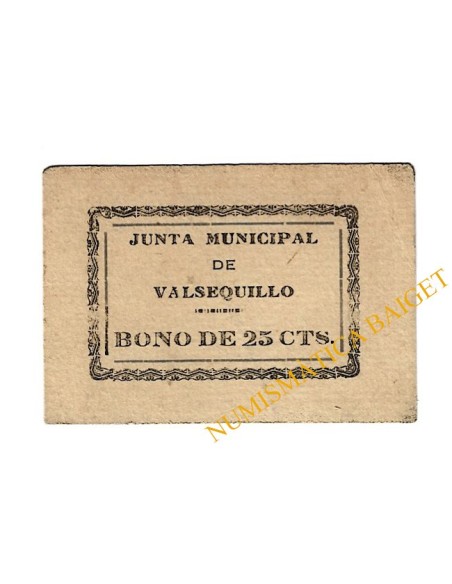 JUNTA MUNICIPAL
DE
VALSEQUILLO
BONO DE 25 CTS.
NUMISMATICA BAIGET